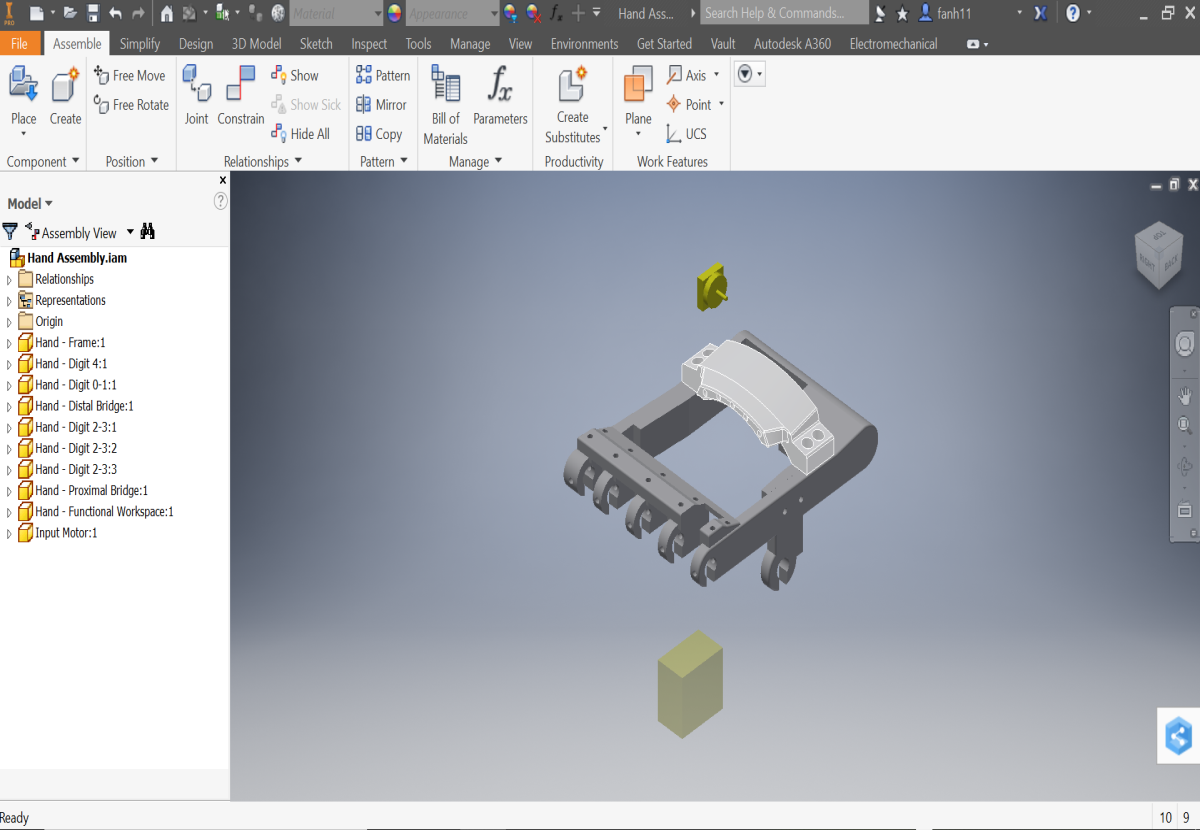 PRO
Material
Appearance
Hand Ass...
Search Help & Commands...
fanh11
File Assemble Simplify Design 3D Model Sketch Inspect Tools Manage View Environments Get Started Vault Autodesk A360 Electromechanical
Place
Create
Free Move
Free Rotate
Joint
Constrain
Show
Show Sick
Hide All
Pattern
Mirror
Copy
Bill of
Materials
Parameters
Create
Substitutes
Plane
Axis
Point
UCS
Component Position Relationships Pattern Manage Productivity Work Features
Model
Assembly View
Hand Assembly.iam
Relationships
Representations
Origin
Hand - Frame:1
Hand - Digit 4:1
Hand - Digit 0-1:1
Hand - Distal Bridge:1
Hand - Digit 2-3:1
Hand - Digit 2-3:2
Hand - Digit 2-3:3
Hand - Proximal Bridge:1
Hand - Functional Workspace:1
Input Motor:1
TOP
RIGHT
BACK
Ready
10 9